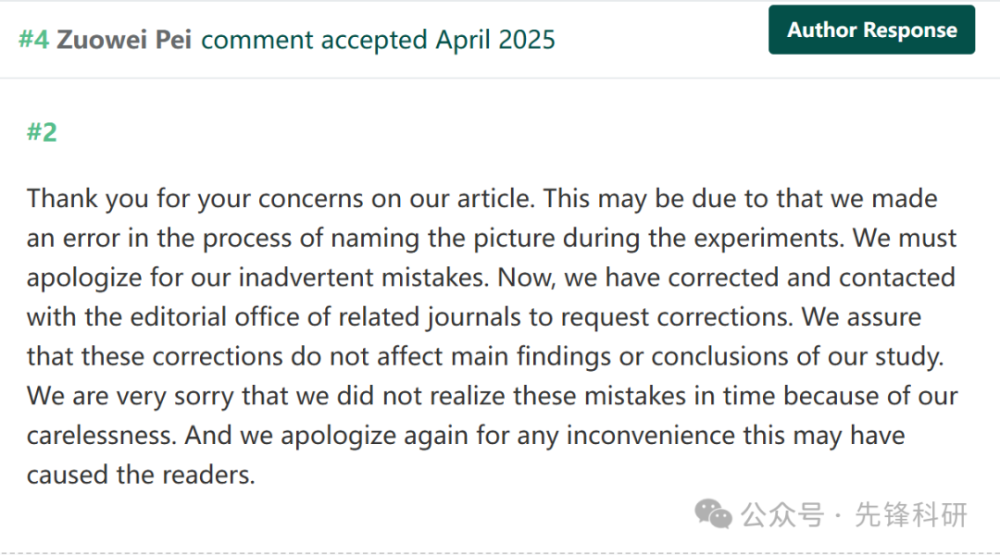 #4 Zuowei Pei comment accepted April 2025
Author Response
#2
Thank you for your concerns on our article. This may be due to that we made
an error in the process of naming the picture during the experiments. We must
apologize for our inadvertent mistakes. Now, we have corrected and contacted
with the editorial office of related journals to request corrections. We assure
that these corrections do not affect main findings or conclusions of our study.
We are very sorry that we did not realize these mistakes in time because of our
carelessness. And we apologize again for any inconvenience this may have
caused the readers.
公众号 · 先锋科研